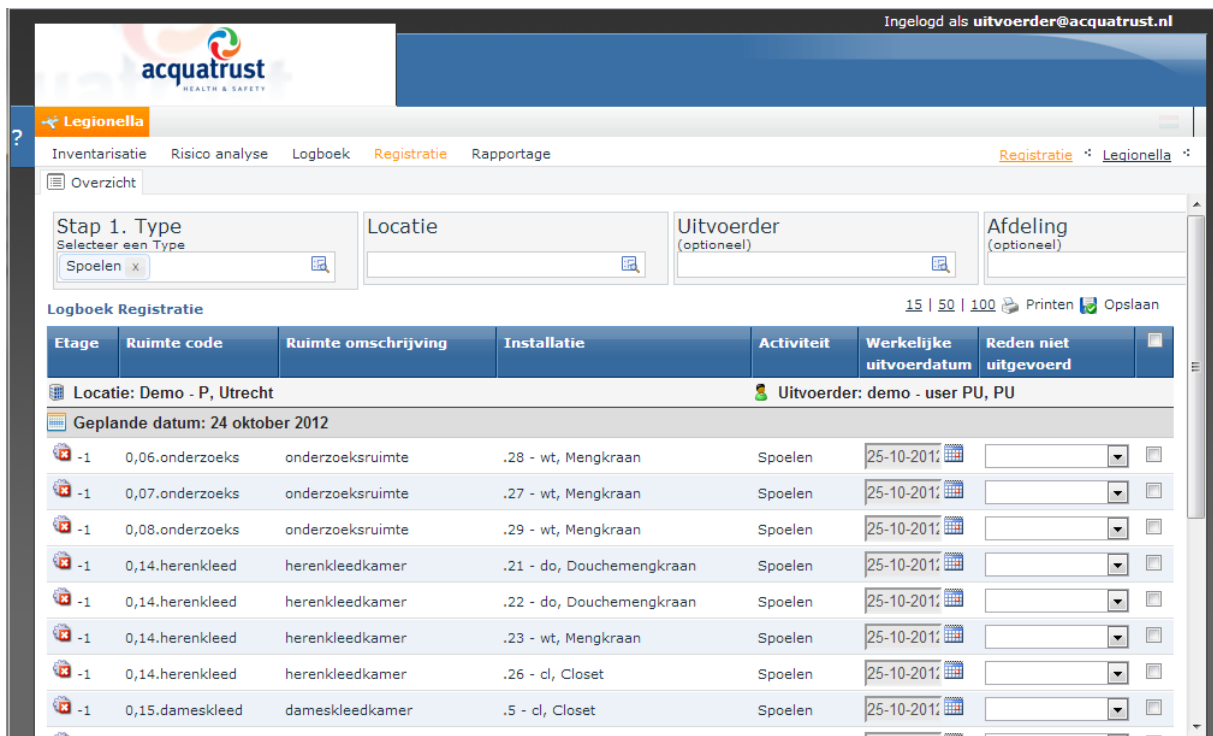 Ingelogd als uitvoerder@acquatrust.nl
acquatrust
HEALTH & SAFETY
Legionella
?
Inventarisatie Risico analyse Logboek Registratie Rapportage Registratie Legionella
Overzicht
Stap 1. Type Locatie Uitvoerder Afdeling
Selecteer een Type (optioneel) (optioneel)
Spoelen x
Logboek Registratie 15 | 50 | 100 Printen Opslaan
Etage Ruimte code Ruimte omschrijving Installatie Activiteit Werkelijke uitvoerdatum Reden niet uitgevoerd
Locatie: Demo - P, Utrecht Uitvoerder: demo - user PU, PU
Geplande datum: 24 oktober 2012
-1 0,06.onderzoeks onderzoeksruimte .28 - wt, Mengkraan Spoelen 25-10-2012
-1 0,07.onderzoeks onderzoeksruimte .27 - wt, Mengkraan Spoelen 25-10-2012
-1 0,08.onderzoeks onderzoeksruimte .29 - wt, Mengkraan Spoelen 25-10-2012
-1 0,14.herenkleed herenkleedkamer .21 - do, Douchemengkraan Spoelen 25-10-2012
-1 0,14.herenkleed herenkleedkamer .22 - do, Douchemengkraan Spoelen 25-10-2012
-1 0,14.herenkleed herenkleedkamer .23 - wt, Mengkraan Spoelen 25-10-2012
-1 0,14.herenkleed herenkleedkamer .26 - cl, Closet Spoelen 25-10-2012
-1 0,15.dameskleed dameskleedkamer .5 - cl, Closet Spoelen 25-10-2012